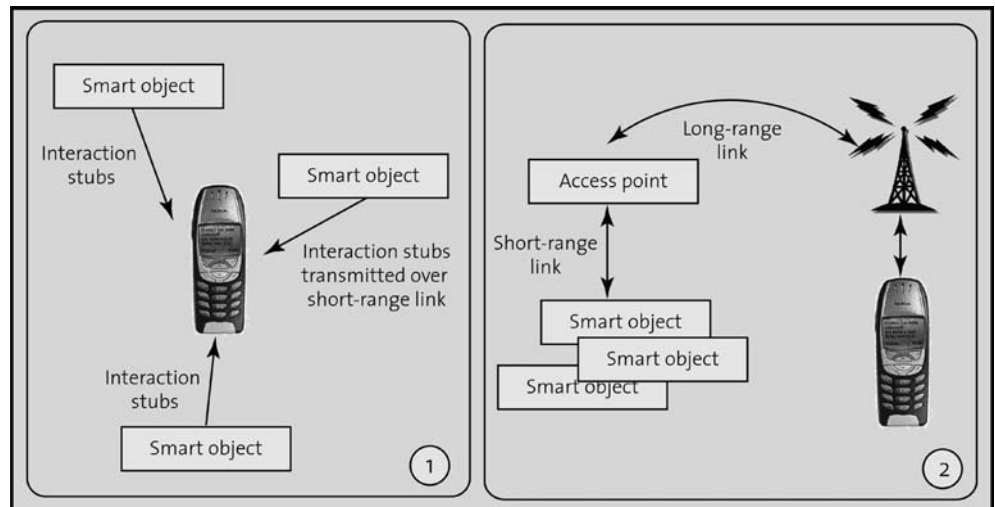 Smart object
Interaction
stubs
Smart object
Interaction stubs
transmitted over
short-range link
Interaction
stubs
Smart object
1
Long-range
link
Access point
Short-range
link
Smart object
Smart object
Smart object
2